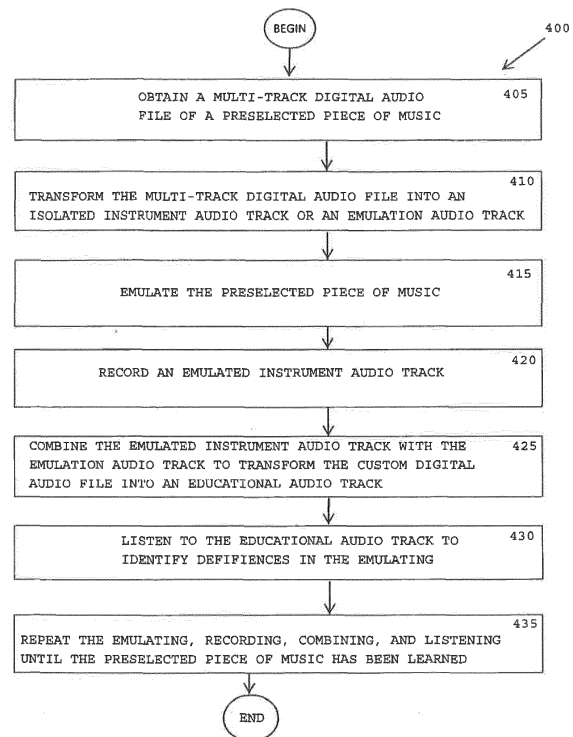 BEGIN
400
405
OBTAIN A MULTI-TRACK DIGITAL AUDIO
FILE OF A PRESELECTED PIECE OF MUSIC
410
TRANSFORM THE MULTI-TRACK DIGITAL AUDIO FILE INTO AN
ISOLATED INSTRUMENT AUDIO TRACK OR AN EMULATION AUDIO TRACK
415
EMULATE THE PRESELECTED PIECE OF MUSIC
420
RECORD AN EMULATED INSTRUMENT AUDIO TRACK
425
COMBINE THE EMULATED INSTRUMENT AUDIO TRACK WITH THE
EMULATION AUDIO TRACK TO TRANSFORM THE CUSTOM DIGITAL
AUDIO FILE INTO AN EDUCATIONAL AUDIO TRACK
430
LISTEN TO THE EDUCATIONAL AUDIO TRACK TO
IDENTIFY DEFIFIENCES IN THE EMULATING
435
REPEAT THE EMULATING, RECORDING, COMBINING, AND LISTENING
UNTIL THE PRESELECTED PIECE OF MUSIC HAS BEEN LEARNED
END